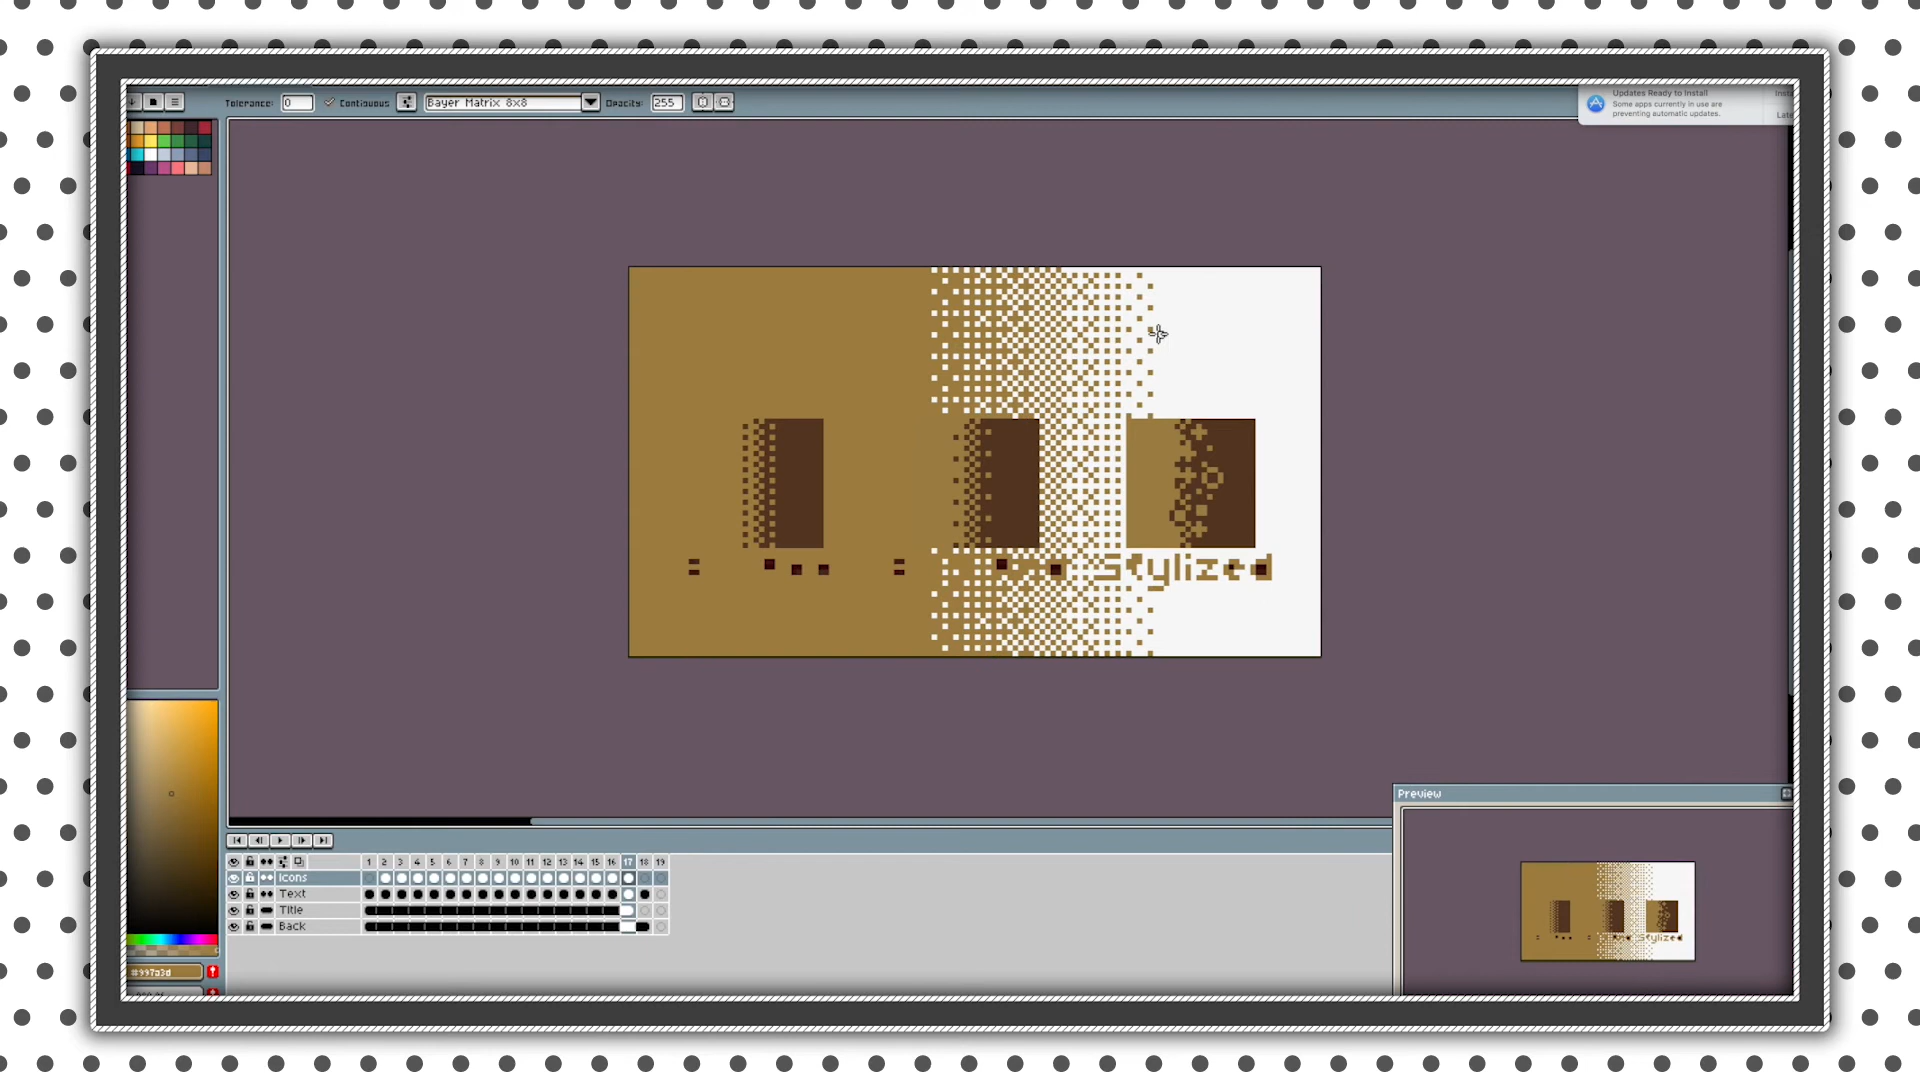 Tolerance: 0 Contiguous Bayer Matrix 8x8 Opacity: 255
Updates Ready to Install
Some apps currently in use are
preventing automatic updates.
Late
Stylized
Preview
1 2 3 4 5 6 7 8 9 10 11 12 13 14 15 16 17 18 19
Icons
Text
Title
Back
#997a3d
Stylized